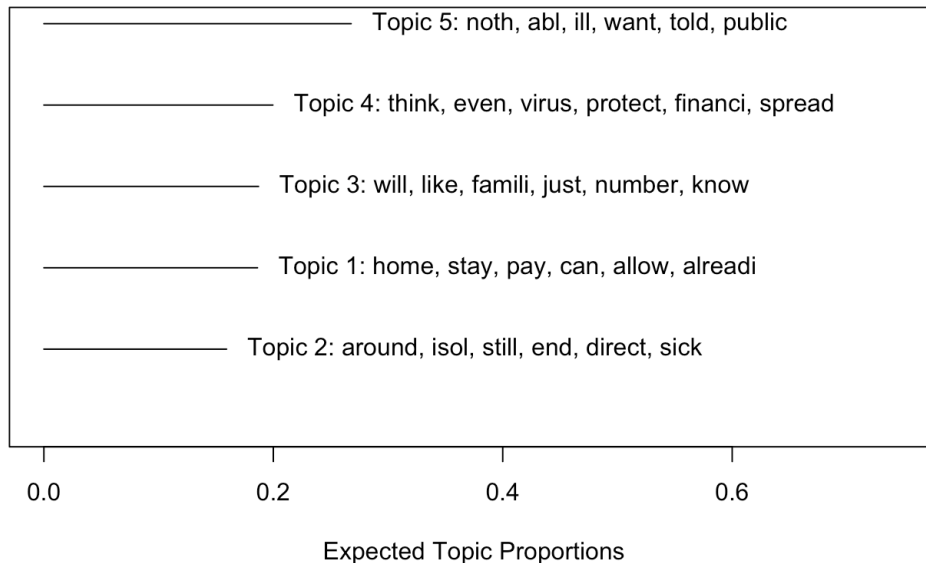 Topic 5: noth, abl, ill, want, told, public
Topic 4: think, even, virus, protect, financi, spread
Topic 3: will, like, famili, just, number, know
Topic 1: home, stay, pay, can, allow, alreadi
Topic 2: around, isol, still, end, direct, sick
0.0 0.2 0.4 0.6
Expected Topic Proportions